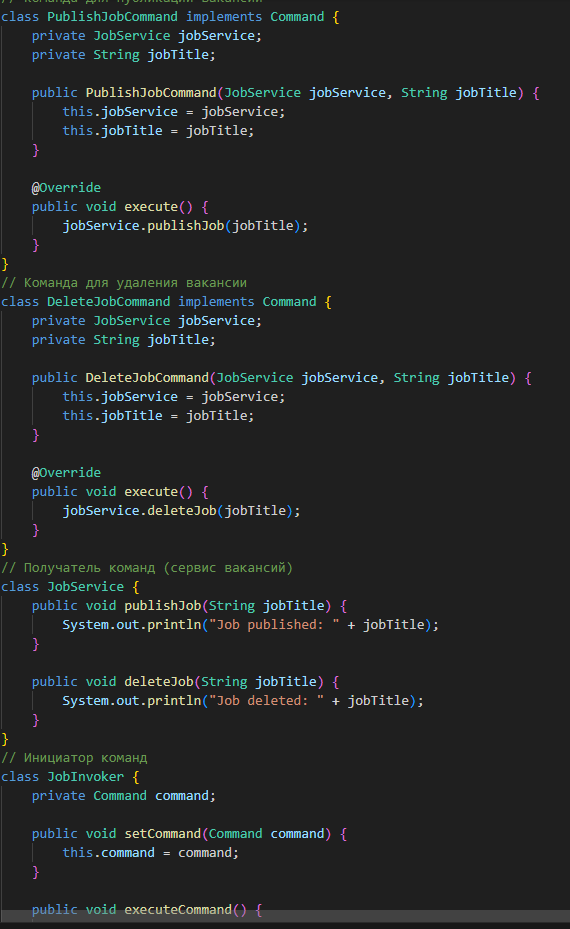 // Команда для публикации вакансии
class PublishJobCommand implements Command {
    private JobService jobService;
    private String jobTitle;

    public PublishJobCommand(JobService jobService, String jobTitle) {
        this.jobService = jobService;
        this.jobTitle = jobTitle;
    }

    @Override
    public void execute() {
        jobService.publishJob(jobTitle);
    }
}
// Команда для удаления вакансии
class DeleteJobCommand implements Command {
    private JobService jobService;
    private String jobTitle;

    public DeleteJobCommand(JobService jobService, String jobTitle) {
        this.jobService = jobService;
        this.jobTitle = jobTitle;
    }

    @Override
    public void execute() {
        jobService.deleteJob(jobTitle);
    }
}
// Получатель команд (сервис вакансий)
class JobService {
    public void publishJob(String jobTitle) {
        System.out.println("Job published: " + jobTitle);
    }

    public void deleteJob(String jobTitle) {
        System.out.println("Job deleted: " + jobTitle);
    }
}
// Инициатор команд
class JobInvoker {
    private Command command;

    public void setCommand(Command command) {
        this.command = command;
    }

    public void executeCommand() {